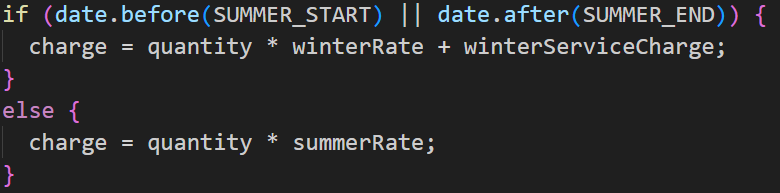 if (date.before(SUMMER_START) || date.after(SUMMER_END)) {
  charge = quantity * winterRate + winterServiceCharge;
}
else {
  charge = quantity * summerRate;
}